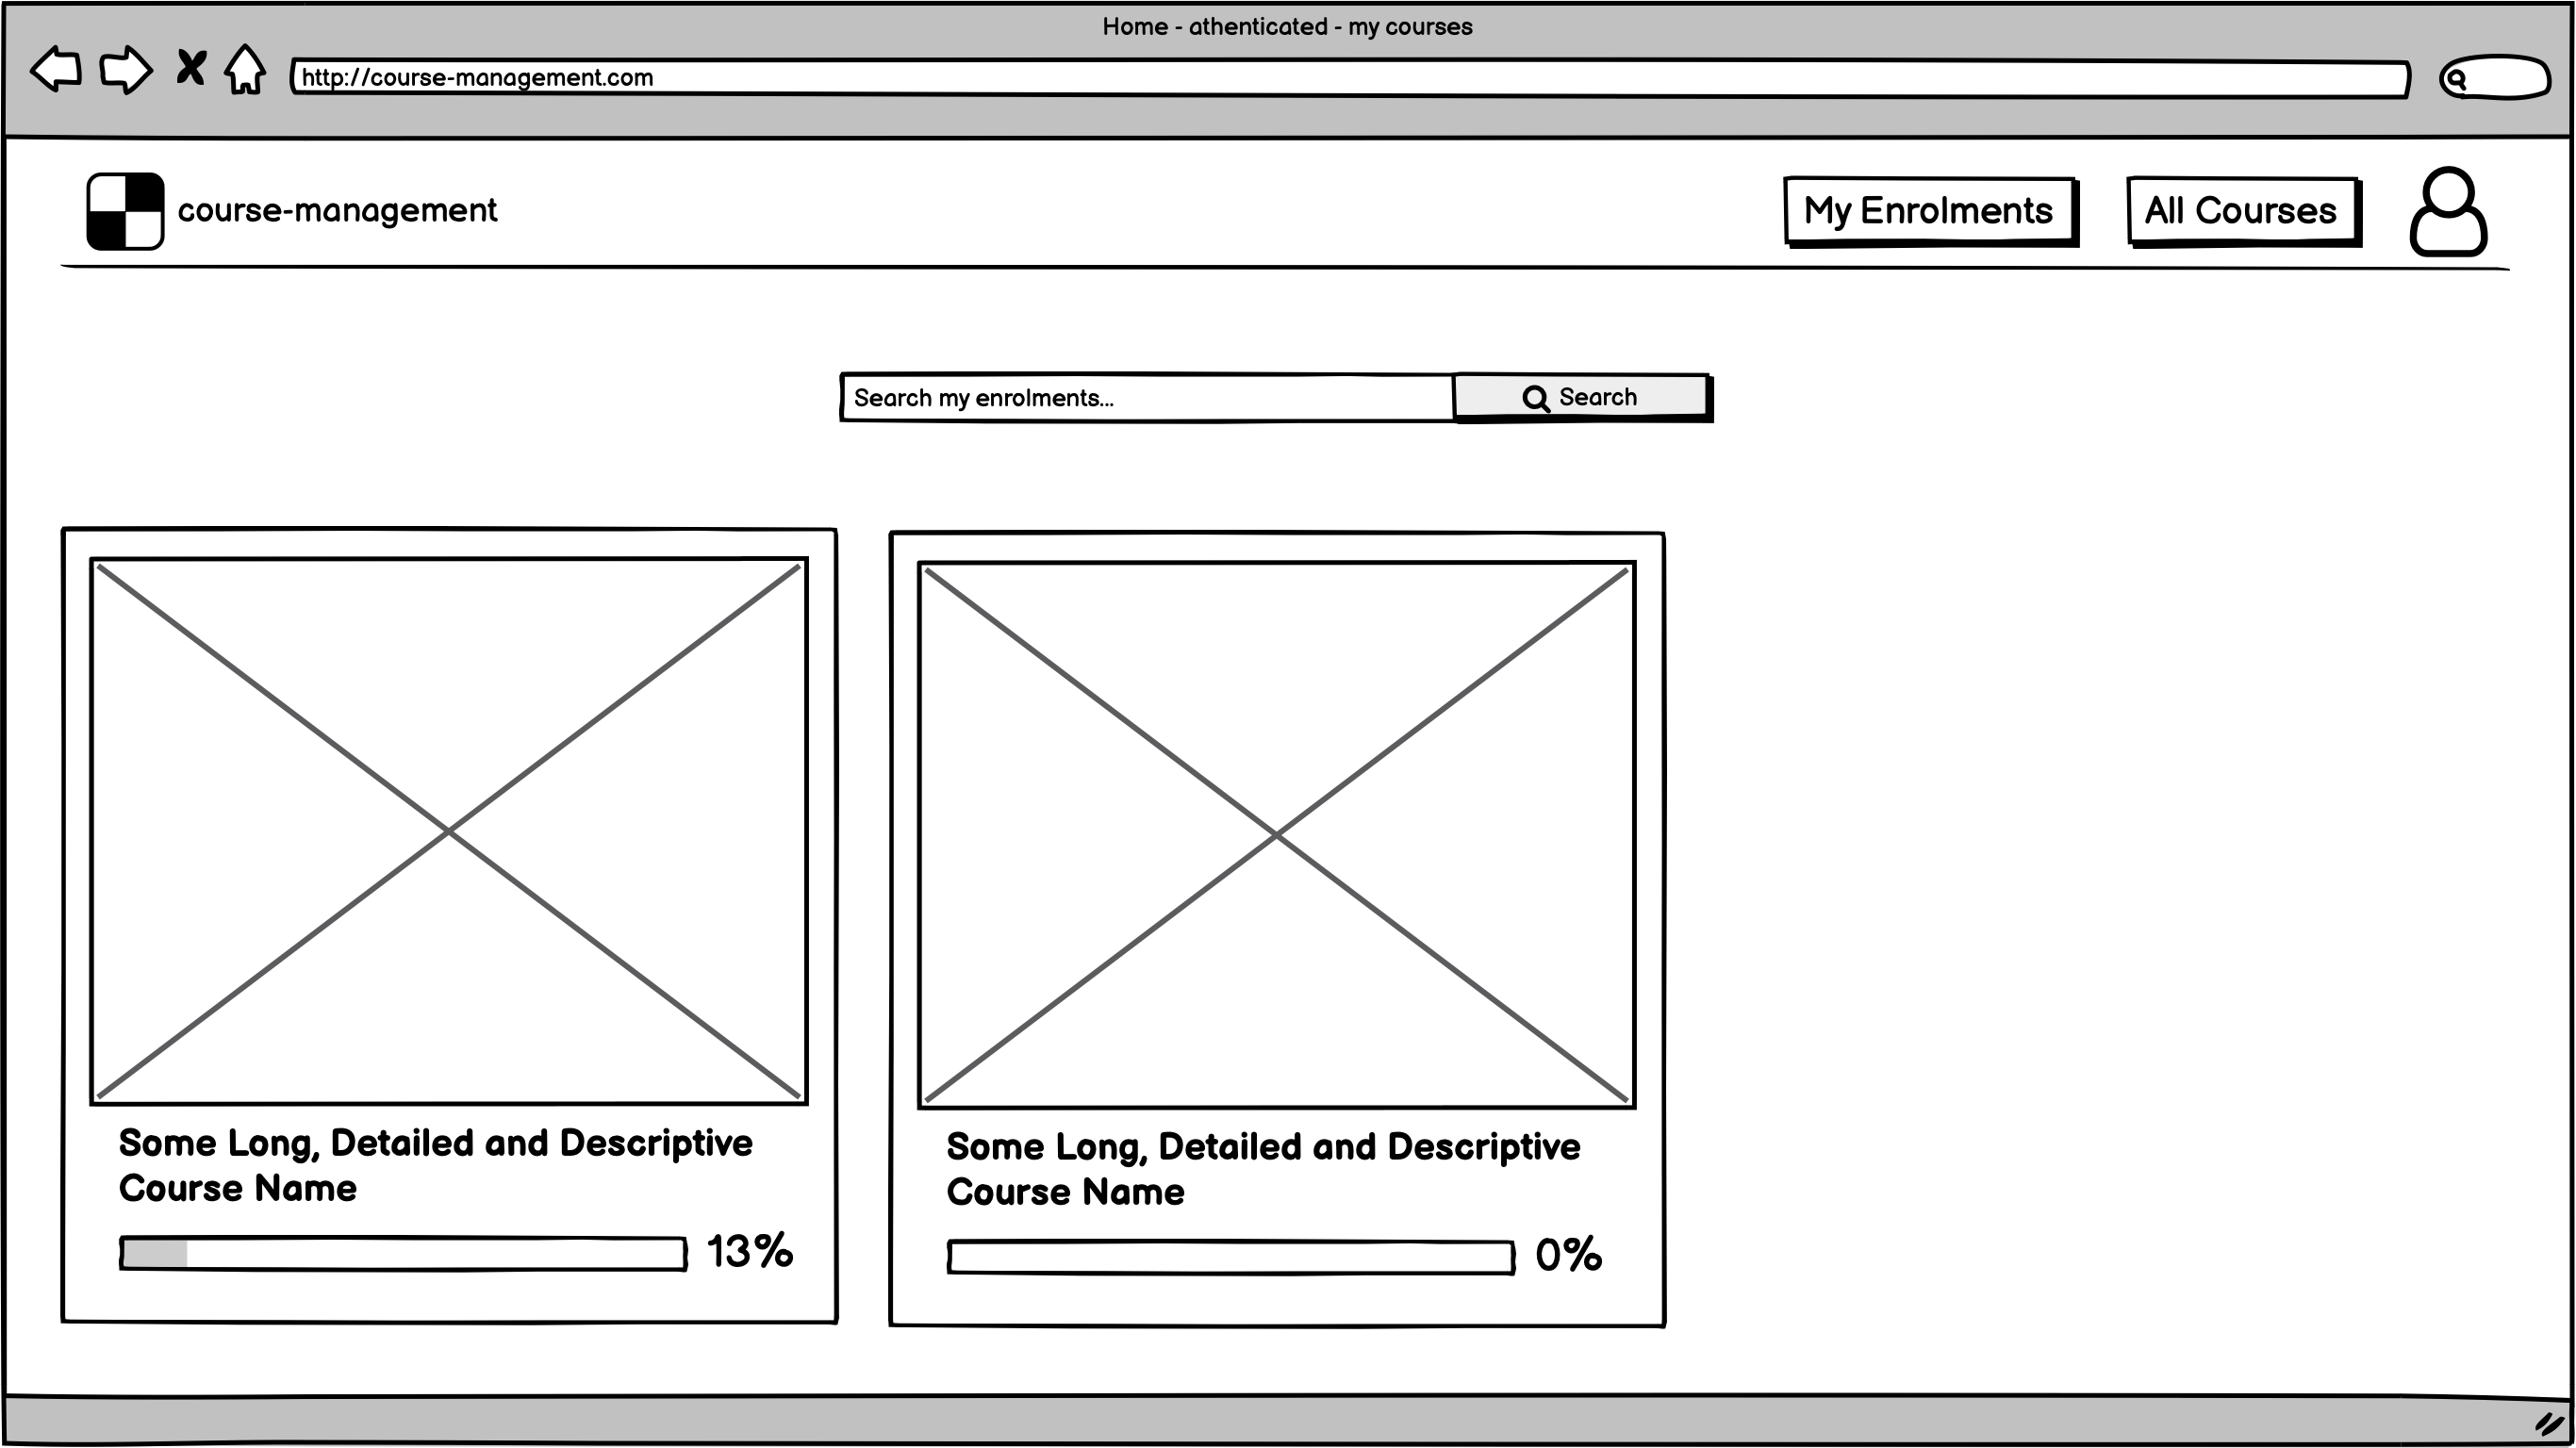 Home - athenticated - my courses
http://course-management.com
course-management
My Enrolments
All Courses
Search my enrolments...
Search
Some Long, Detailed and Descriptive
Course Name
13%
Some Long, Detailed and Descriptive
Course Name
0%